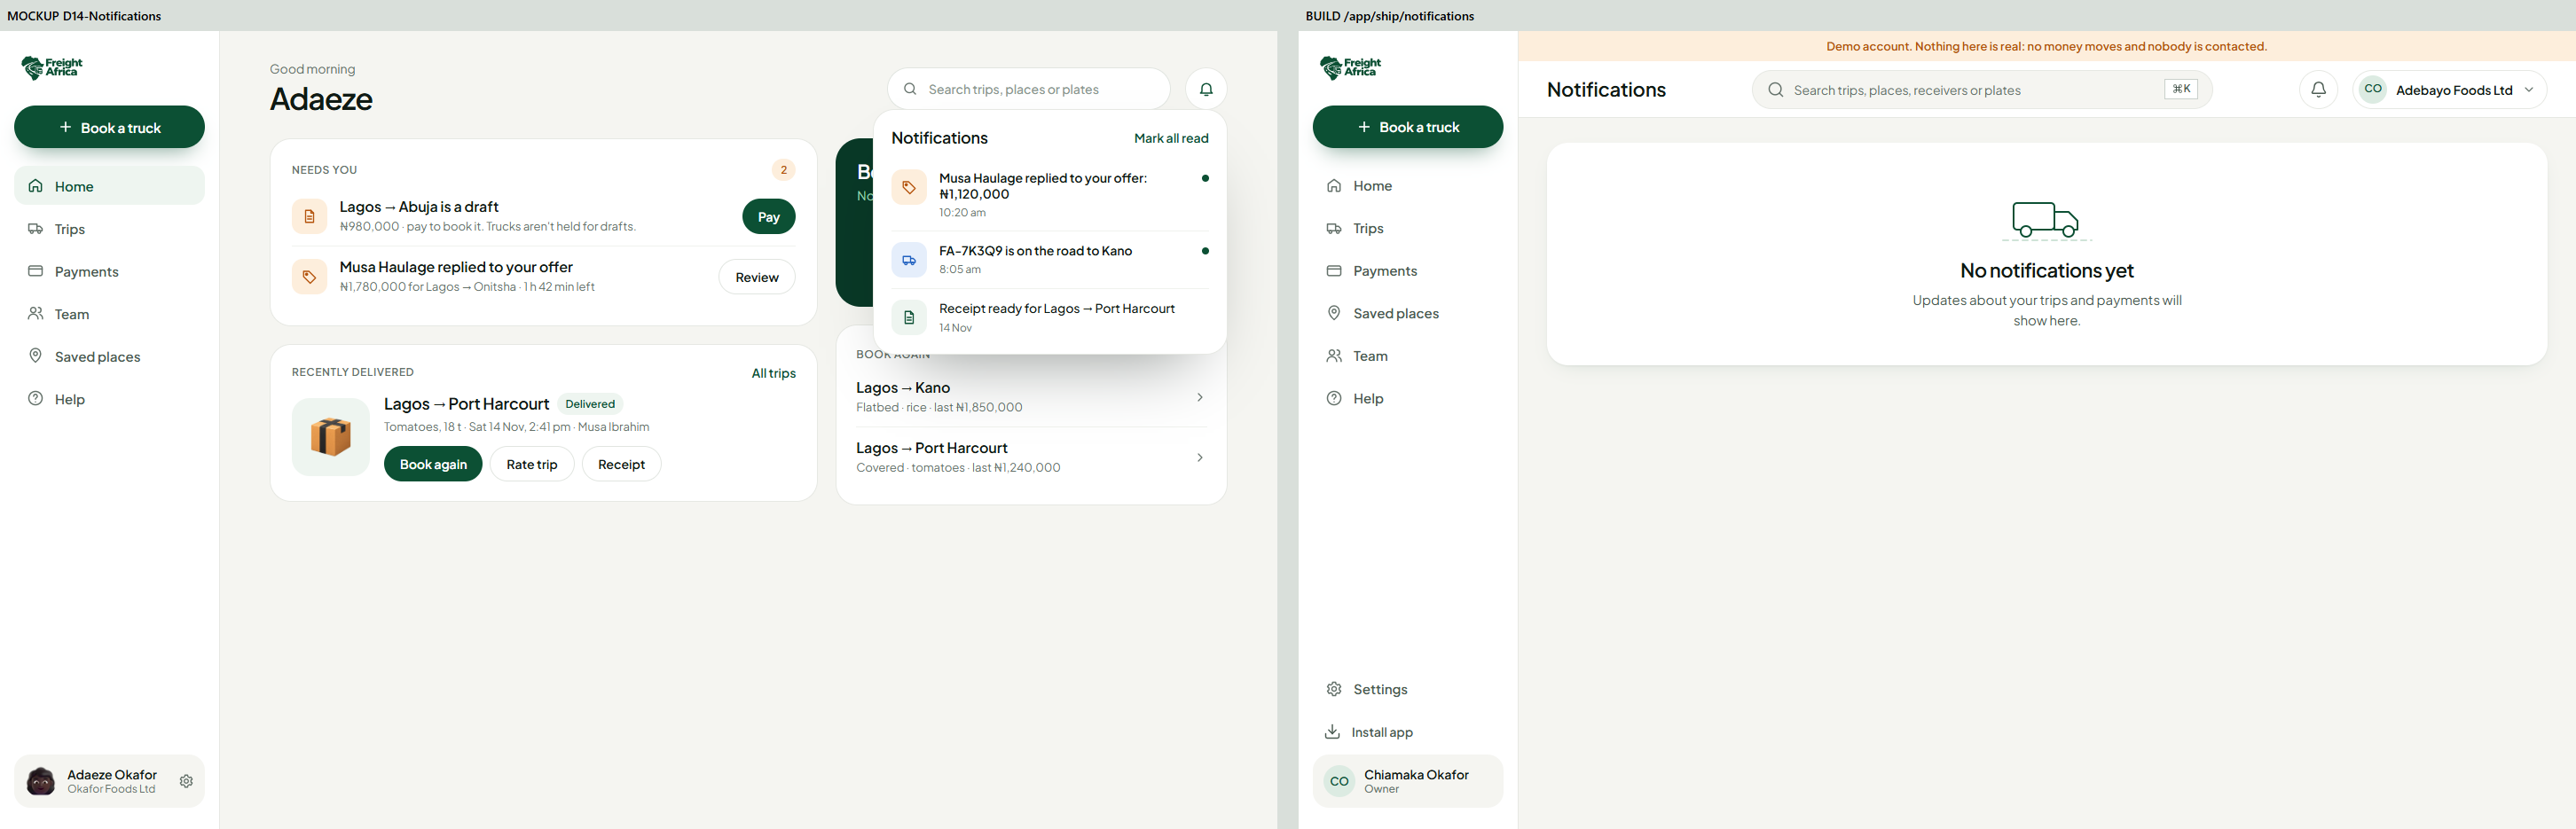 MOCKUP D14-Notifications
Freight
Africa
Book a truck
Home
Trips
Payments
Team
Saved places
Help
Adaeze Okafor
Okafor Foods Ltd
Good morning
Adaeze
Search trips, places or plates
NEEDS YOU
2
Lagos → Abuja is a draft
₦980,000 · pay to book it. Trucks aren't held for drafts.
Pay
Musa Haulage replied to your offer
₦1,780,000 for Lagos → Onitsha · 1 h 42 min left
Review
RECENTLY DELIVERED
All trips
Lagos → Port Harcourt
Delivered
Tomatoes, 18 t · Sat 14 Nov, 2:41 pm · Musa Ibrahim
Book again
Rate trip
Receipt
Notifications
Mark all read
Musa Haulage replied to your offer:
₦1,120,000
10:20 am
FA-7K3Q9 is on the road to Kano
8:05 am
Receipt ready for Lagos → Port Harcourt
14 Nov
BOOK AGAIN
Lagos → Kano
Flatbed · rice · last ₦1,850,000
Lagos → Port Harcourt
Covered · tomatoes · last ₦1,240,000
BUILD /app/ship/notifications
Freight
Africa
Book a truck
Home
Trips
Payments
Saved places
Team
Help
Settings
Install app
CO
Chiamaka Okafor
Owner
Demo account. Nothing here is real: no money moves and nobody is contacted.
Notifications
Search trips, places, receivers or plates
⌘K
CO
Adebayo Foods Ltd
No notifications yet
Updates about your trips and payments will
show here.